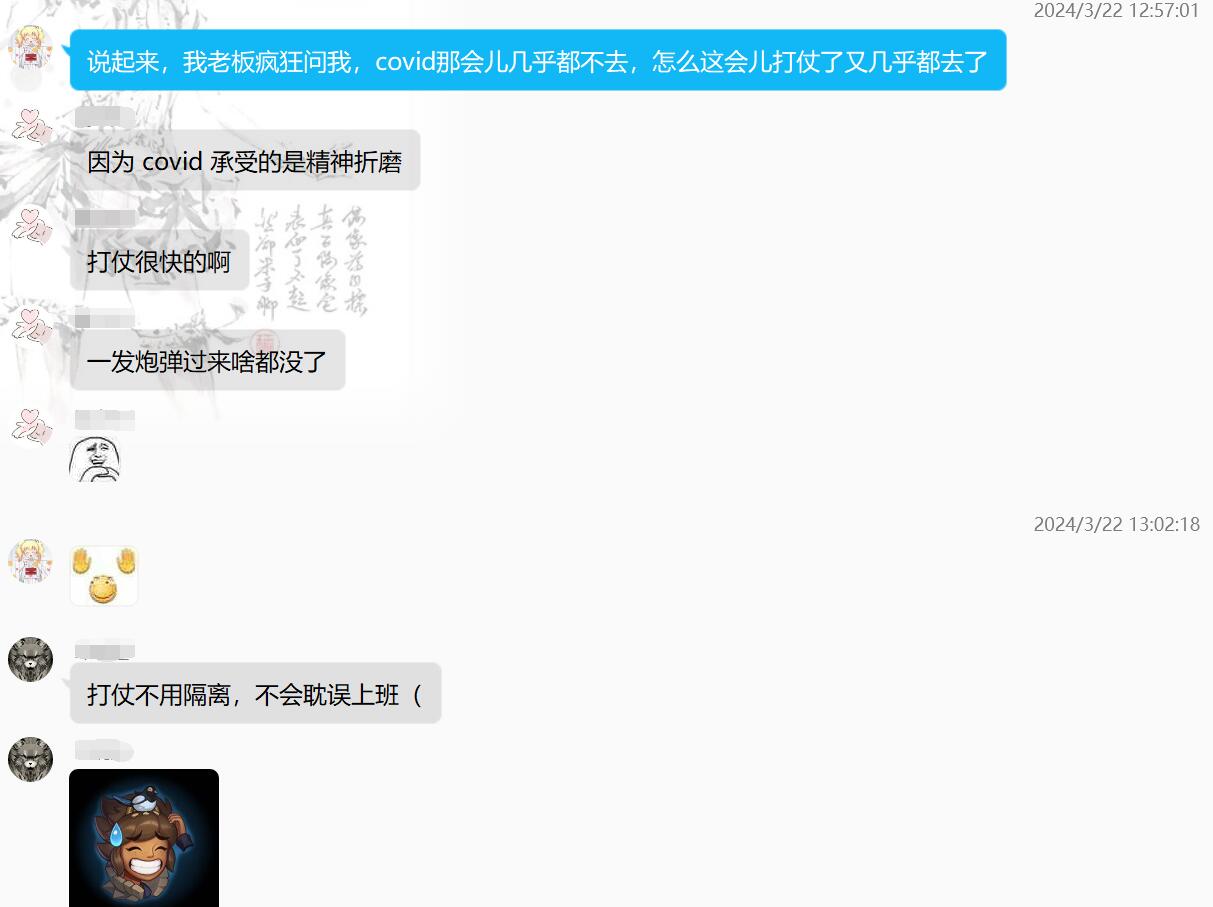 2024/3/22 12:57:01
说起来，我老板疯狂问我，covid那会儿几乎都不去，怎么这会儿打仗了又几乎都去了
因为 covid 承受的是精神折磨
打仗很快的啊
一发炮弹过来啥都没了
2024/3/22 13:02:18
打仗不用隔离，不会耽误上班（